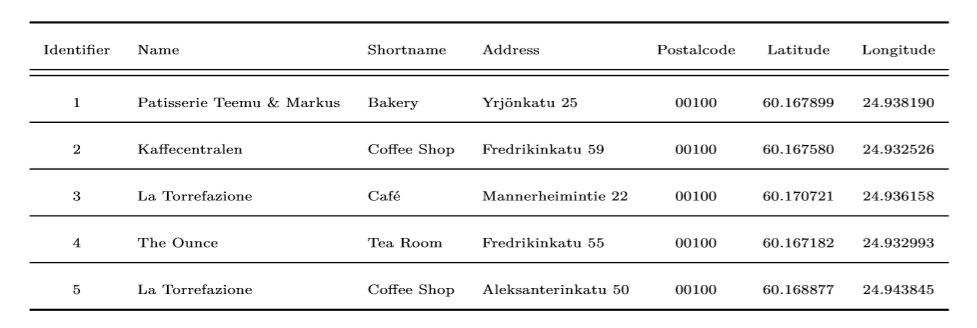 Identifier Name Shortname Address Postalcode Latitude Longitude
1 Patisserie Teemu & Markus Bakery Yrjönkatu 25 00100 60.167899 24.938190
2 Kaffecentralen Coffee Shop Fredrikinkatu 59 00100 60.167580 24.932526
3 La Torrefazione Café Mannerheimintie 22 00100 60.170721 24.936158
4 The Ounce Tea Room Fredrikinkatu 55 00100 60.167182 24.932993
5 La Torrefazione Coffee Shop Aleksanterinkatu 50 00100 60.168877 24.943845